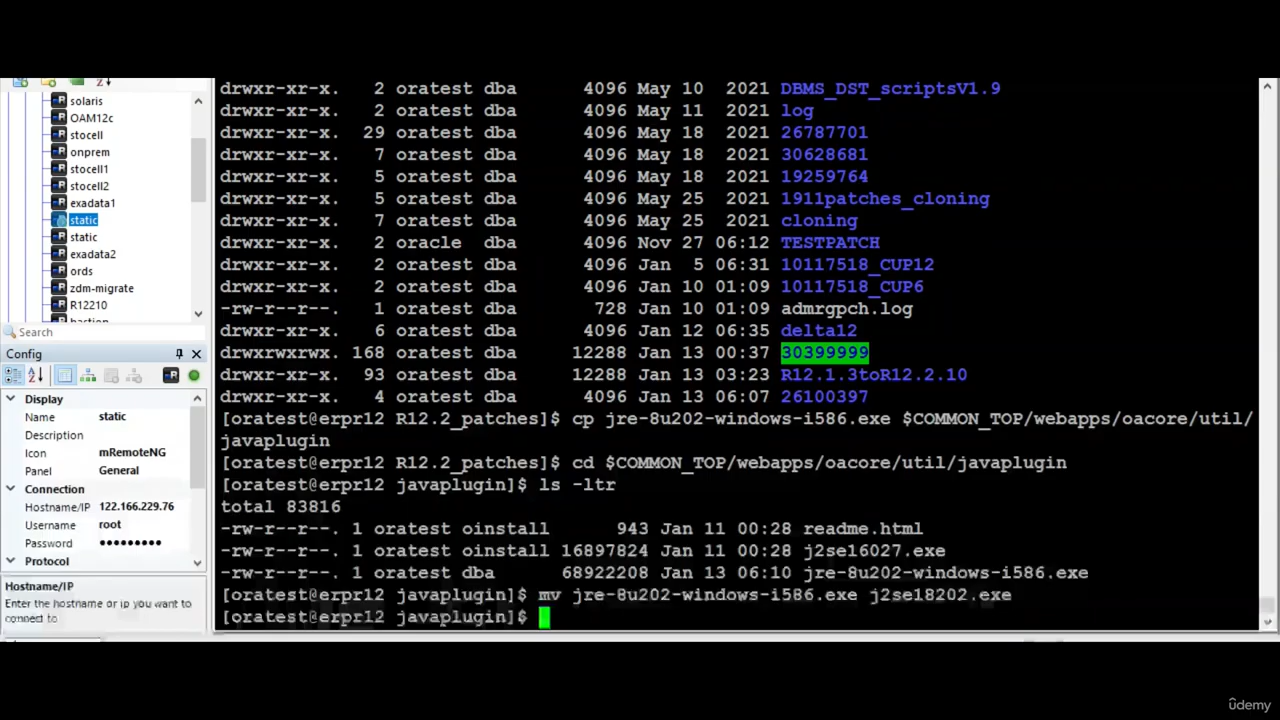 solaris
OAM12c
stocell
onprem
stocell1
stocell2
exadata1
static
static
exadata2
ords
zdm-migrate
R12210
bastion
Search
Config
Display
Name static
Description
Icon mRemoteNG
Panel General
Connection
Hostname/IP 122.166.229.76
Username root
Password ●●●●●●●●●
Protocol
Hostname/IP
Enter the hostname or ip you want to
connect to
drwxr-xr-x. 2 oratest dba 4096 May 10 2021 DBMS_DST_scriptsV1.9
drwxr-xr-x. 2 oratest dba 4096 May 11 2021 log
drwxr-xr-x. 29 oratest dba 4096 May 18 2021 26787701
drwxr-xr-x. 7 oratest dba 4096 May 18 2021 30628681
drwxr-xr-x. 5 oratest dba 4096 May 18 2021 19259764
drwxr-xr-x. 5 oratest dba 4096 May 25 2021 1911patches_cloning
drwxr-xr-x. 7 oratest dba 4096 May 25 2021 cloning
drwxr-xr-x. 2 oracle dba 4096 Nov 27 06:12 TESTPATCH
drwxr-xr-x. 2 oratest dba 4096 Jan 5 06:31 10117518_CUP12
drwxr-xr-x. 2 oratest dba 4096 Jan 10 01:09 10117518_CUP6
-rw-r--r--. 1 oratest dba 728 Jan 10 01:09 admrgpch.log
drwxr-xr-x. 6 oratest dba 4096 Jan 12 06:35 delta12
drwxrwxrwx. 168 oratest dba 12288 Jan 13 00:37 30399999
drwxr-xr-x. 93 oratest dba 12288 Jan 13 03:23 R12.1.3toR12.2.10
drwxr-xr-x. 4 oratest dba 4096 Jan 13 06:07 26100397
[oratest@erpr12 R12.2_patches]$ cp jre-8u202-windows-i586.exe $COMMON_TOP/webapps/oacore/util/
javaplugin
[oratest@erpr12 R12.2_patches]$ cd $COMMON_TOP/webapps/oacore/util/javaplugin
[oratest@erpr12 javaplugin]$ ls -ltr
total 83816
-rw-r--r--. 1 oratest oinstall 943 Jan 11 00:28 readme.html
-rw-r--r--. 1 oratest oinstall 16897824 Jan 11 00:28 j2se16027.exe
-rw-r--r--. 1 oratest dba 68922208 Jan 13 06:10 jre-8u202-windows-i586.exe
[oratest@erpr12 javaplugin]$ mv jre-8u202-windows-i586.exe j2se18202.exe
[oratest@erpr12 javaplugin]$
ûdemy